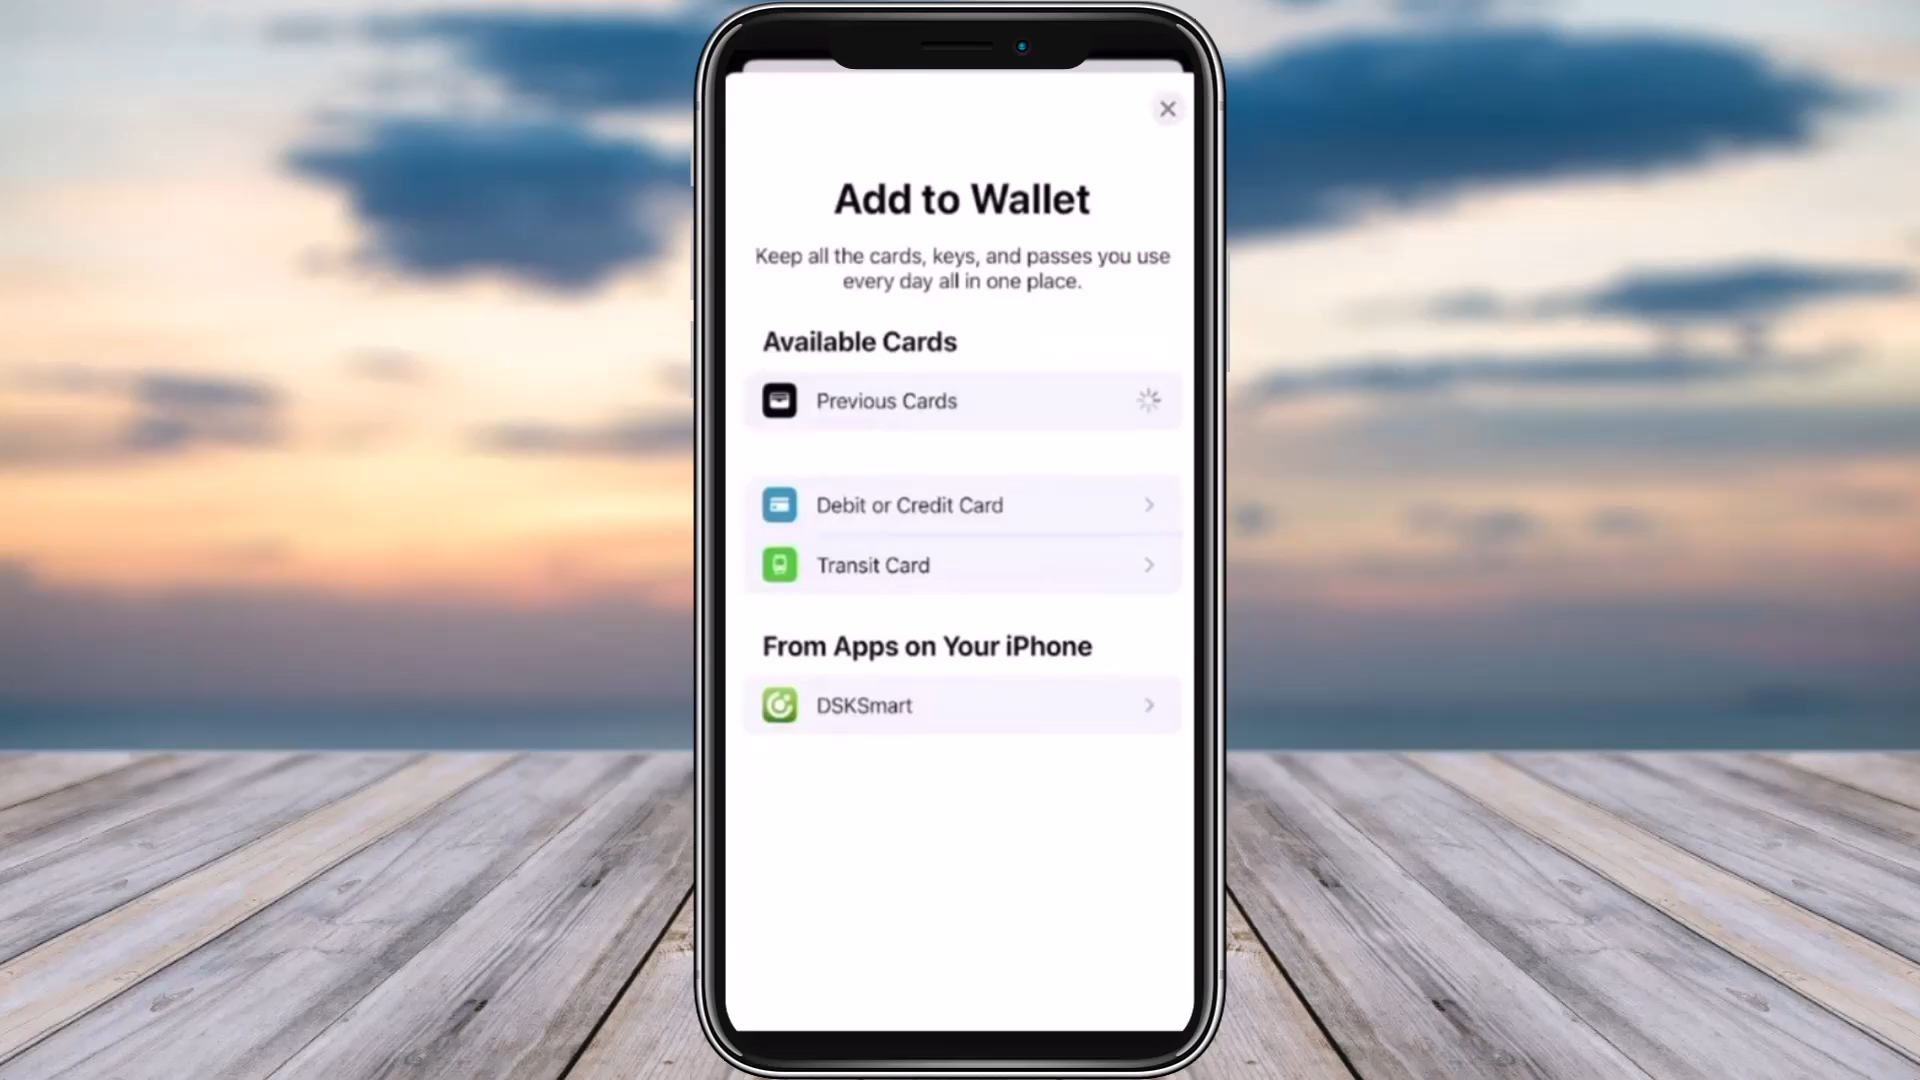 Add to Wallet
Keep all the cards, keys, and passes you use
every day all in one place.
Available Cards
Previous Cards
Debit or Credit Card
Transit Card
From Apps on Your iPhone
DSKSmart